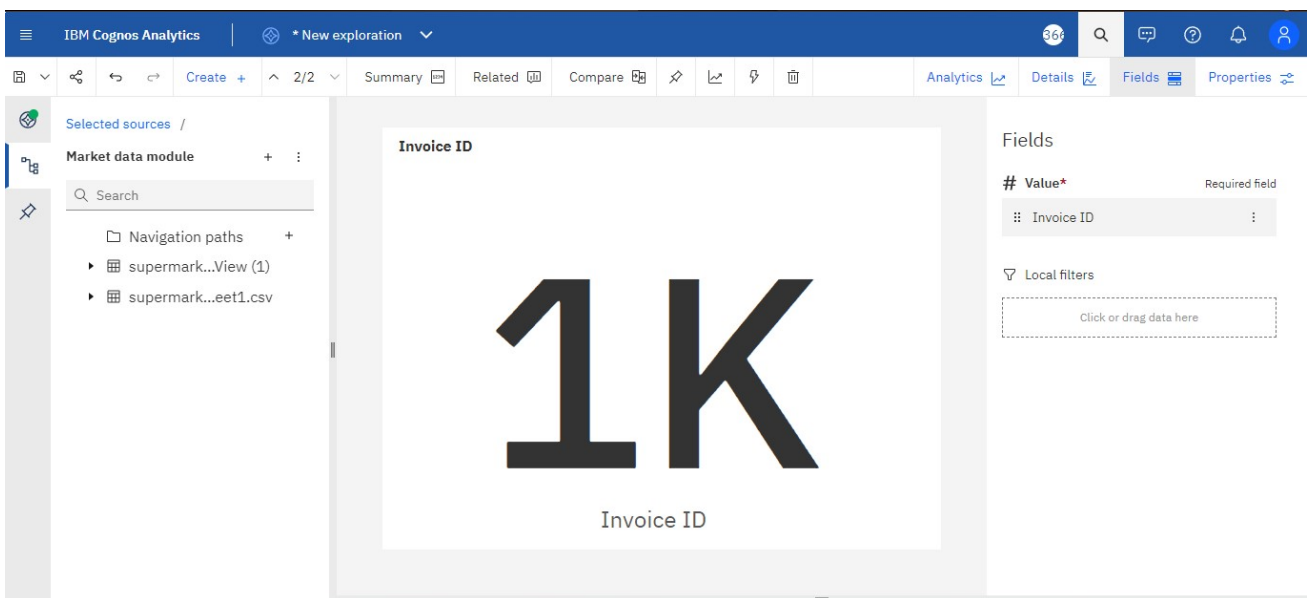 IBM Cognos Analytics
* New exploration
366
Create +
2/2
Summary
Related
Compare
Analytics
Details
Fields
Properties
Selected sources /
Market data module
Search
Navigation paths
supermark...View (1)
supermark...eet1.csv
Invoice ID
1K
Invoice ID
Fields
# Value*
Required field
Invoice ID
Local filters
Click or drag data here